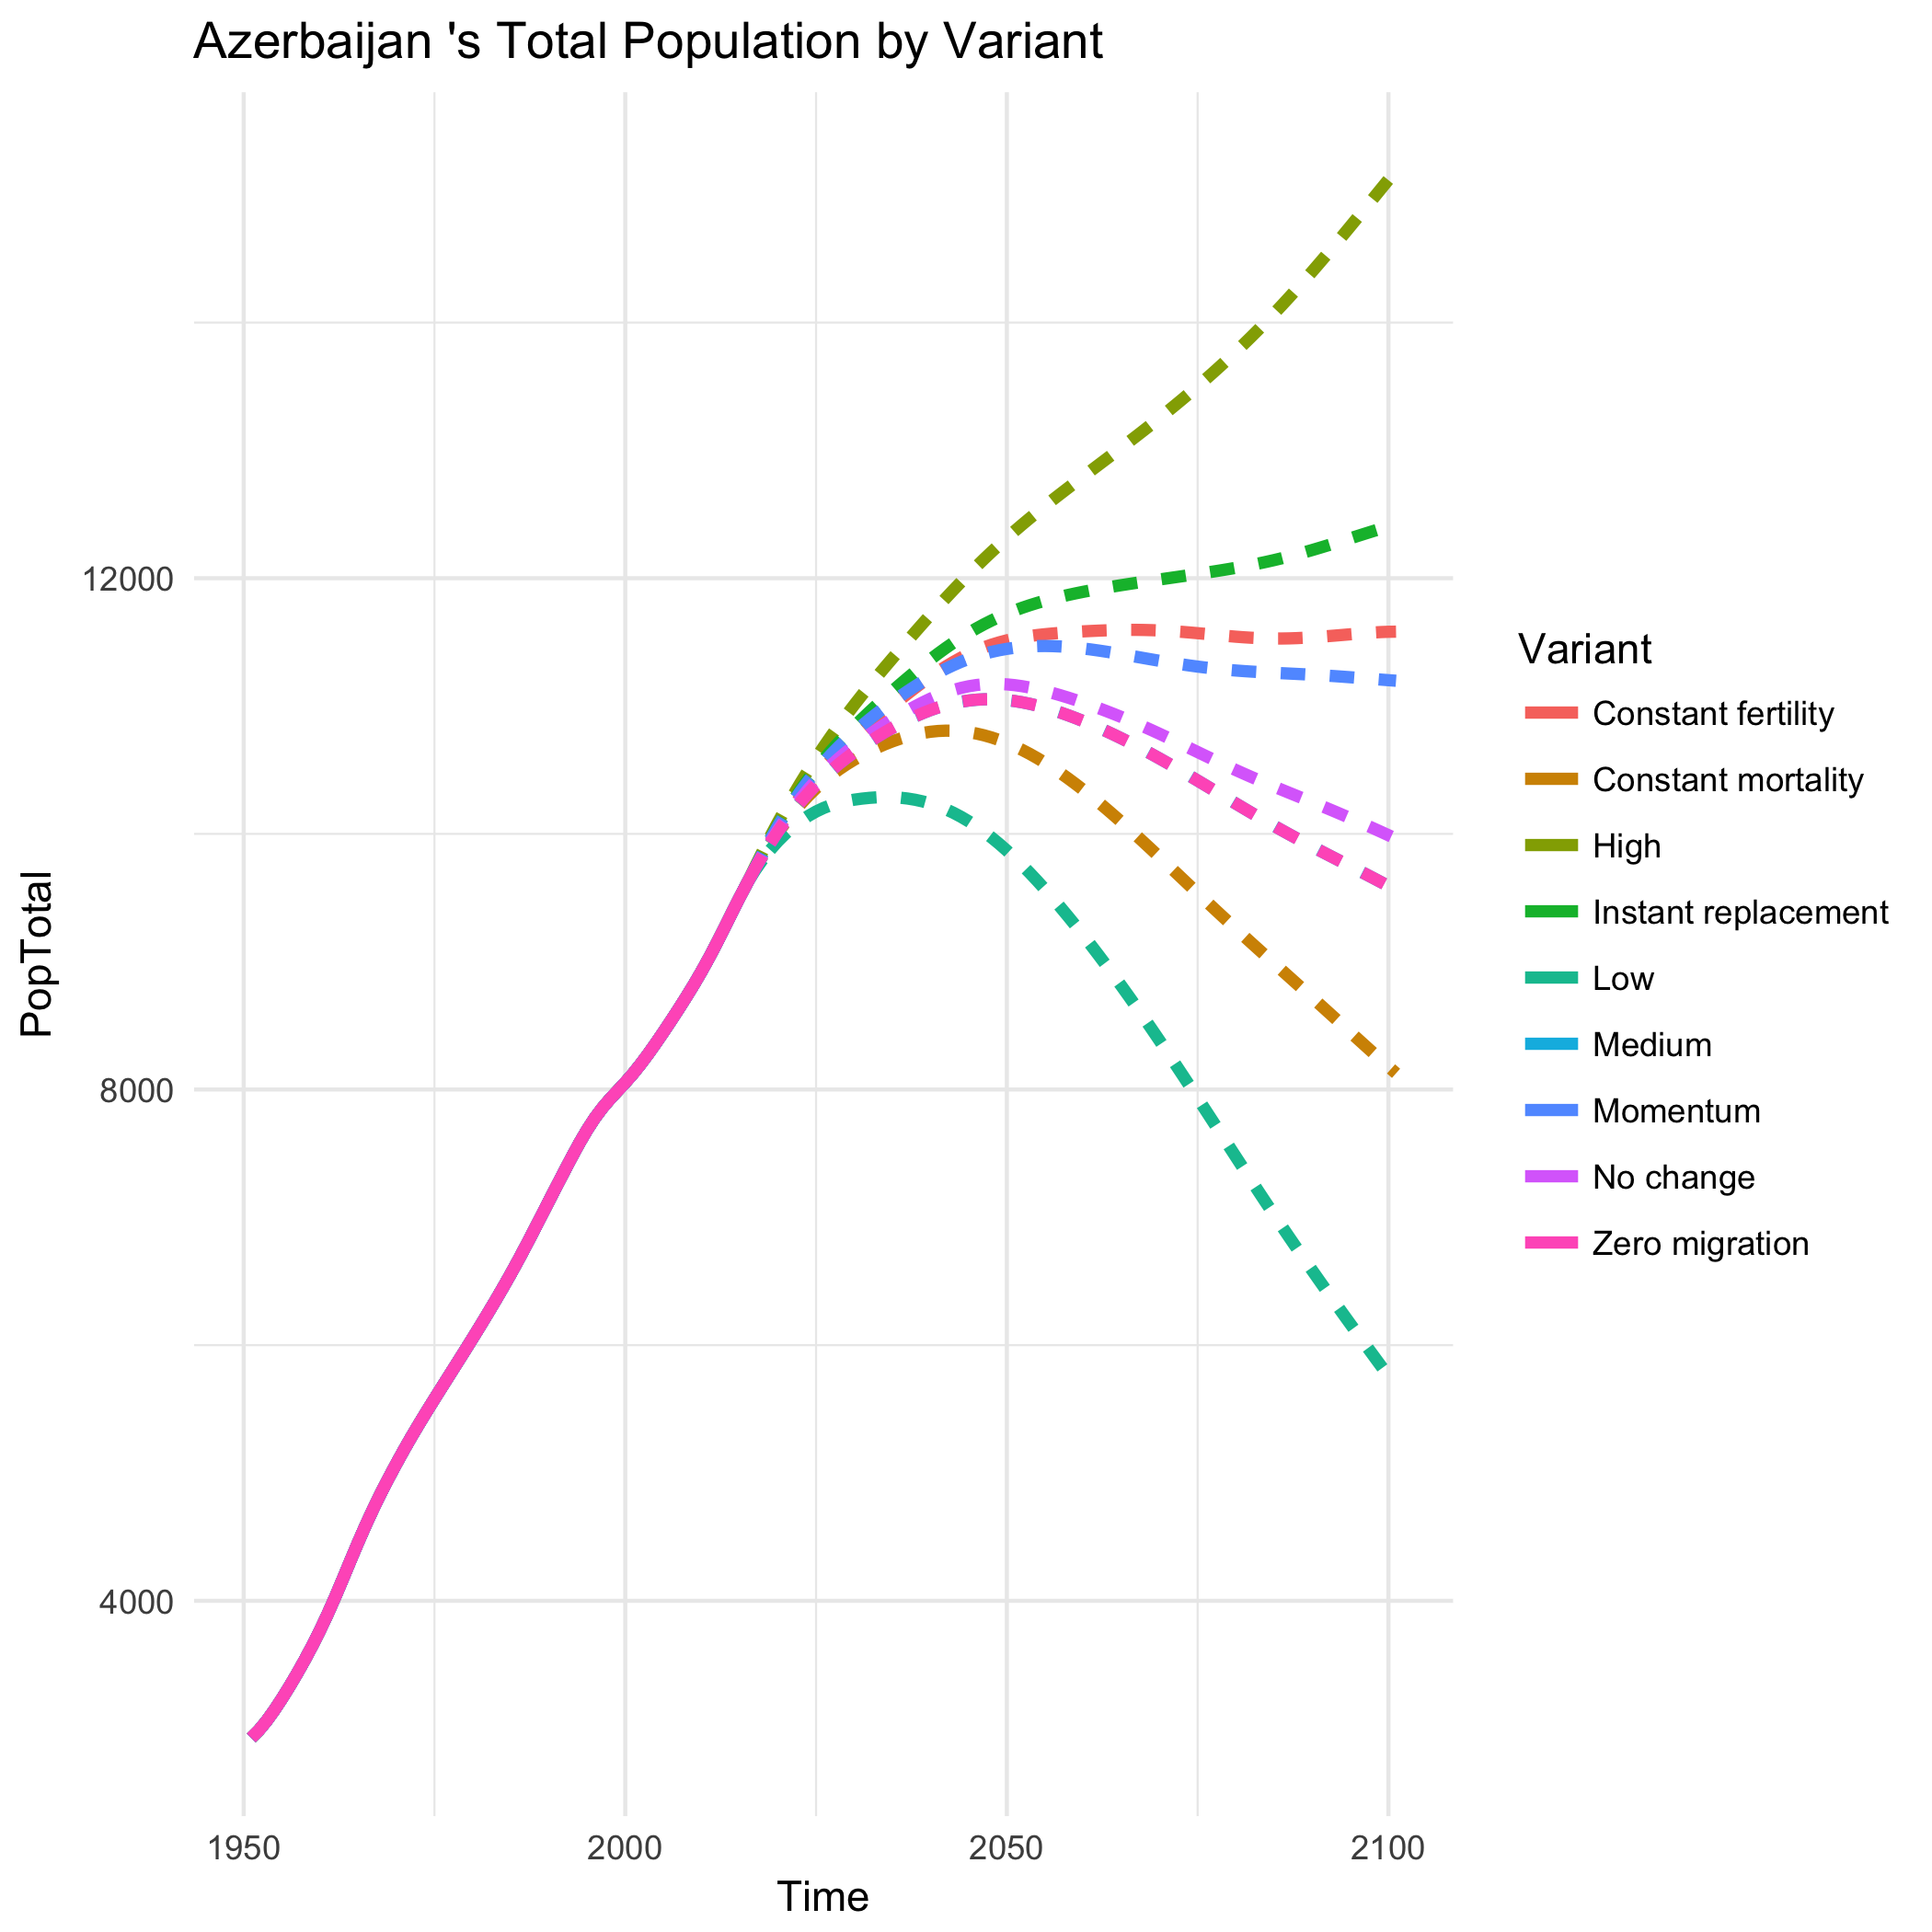 Azerbaijan 's Total Population by Variant
12000
8000
4000
PopTotal
1950
2000
2050
2100
Time
Variant
Constant fertility
Constant mortality
High
Instant replacement
Low
Medium
Momentum
No change
Zero migration